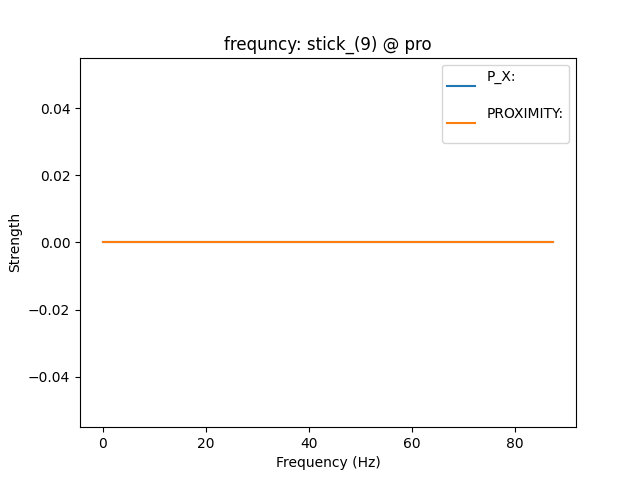 frequncy: stick_(9) @ pro
P_X:
PROXIMITY:
0.04
0.02
0.00
−0.02
−0.04
Strength
0 20 40 60 80
Frequency (Hz)